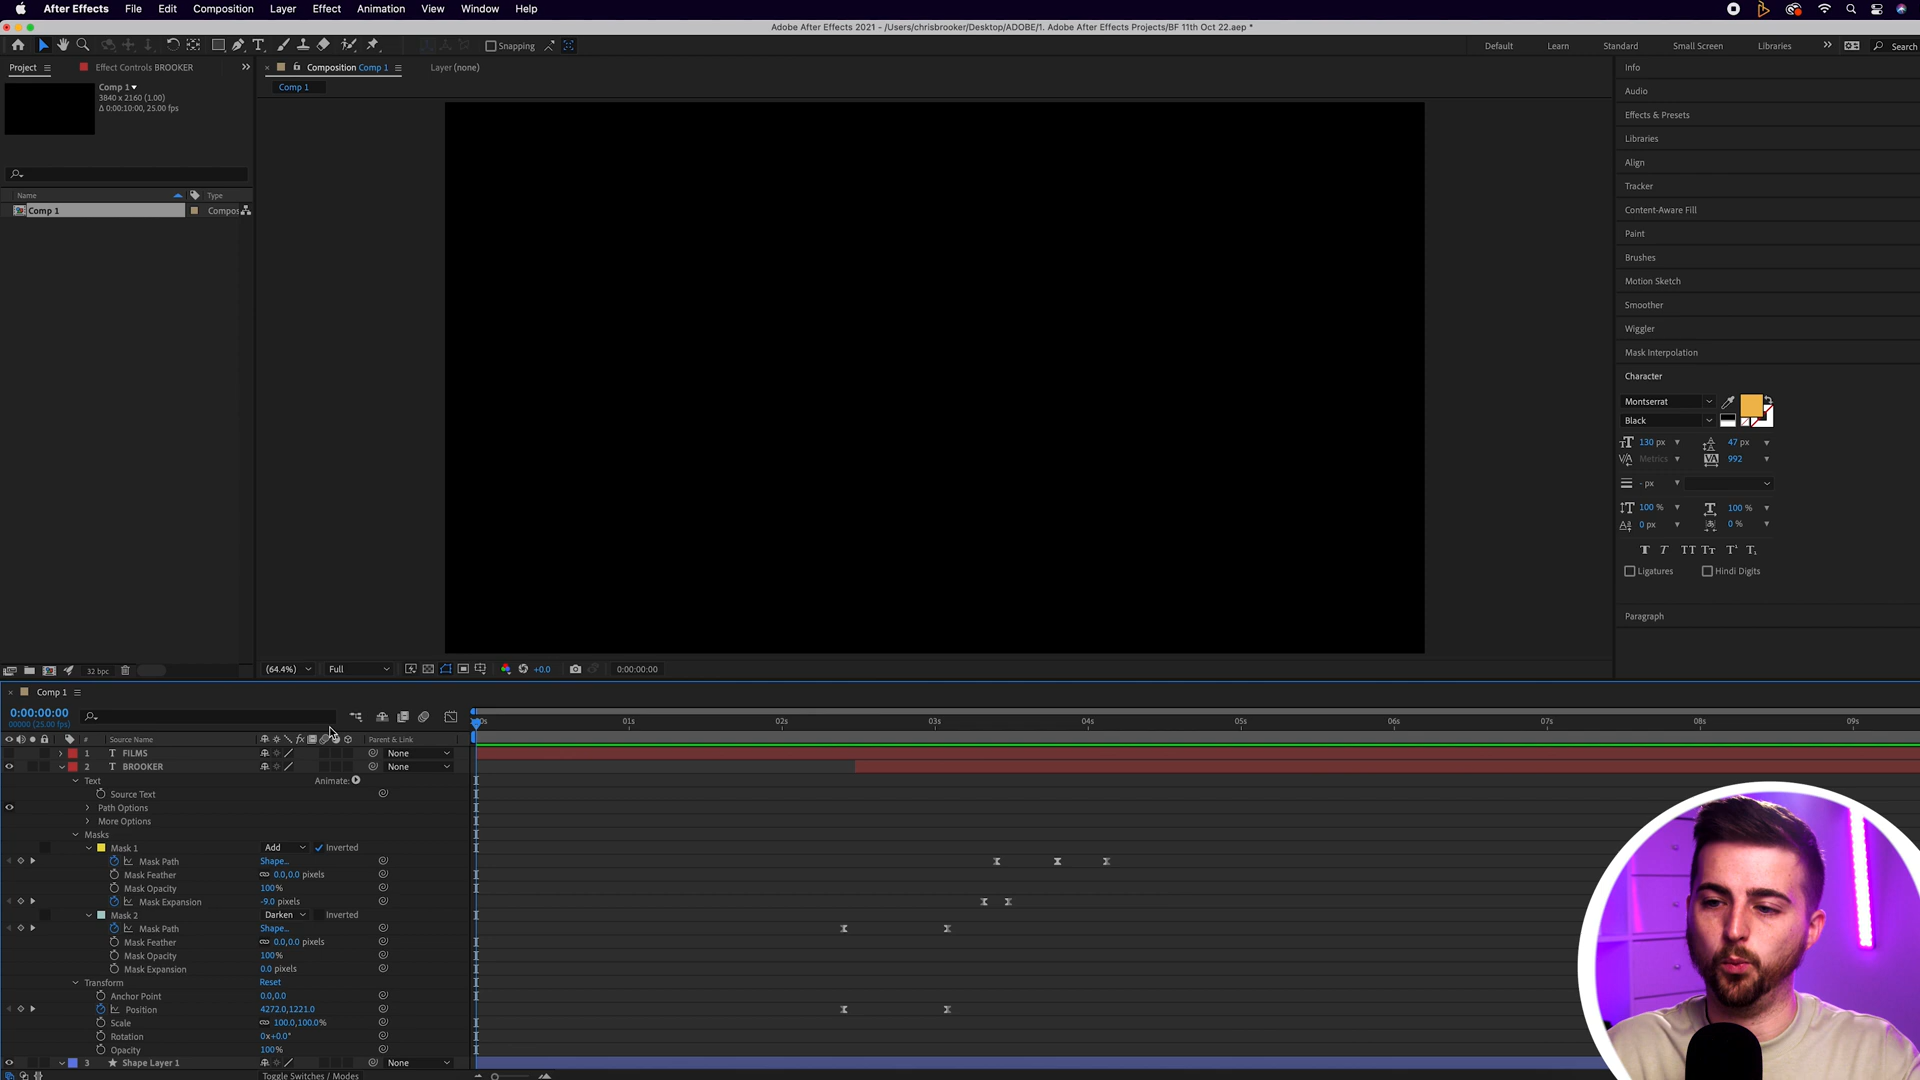 After Effects File Edit Composition Layer Effect Animation View Window Help
Adobe After Effects 2021 - /Users/chrisbrooker/Desktop/ADOBE/1. Adobe After Effects Projects/BF 11th Oct 22.aep *
Snapping Default Learn Standard Small Screen Libraries Search
Project Effect Controls BROOKER Composition Comp 1 Layer (none)
Comp 1
3840 x 2160 (1.00)
Δ 0:00:10:00, 25.00 fps
Comp 1
Name Type
Comp 1 Compos
Info
Audio
Effects & Presets
Libraries
Align
Tracker
Content-Aware Fill
Paint
Brushes
Motion Sketch
Smoother
Wiggler
Mask Interpolation
Character
Montserrat
Black
130 px 47 px
Metrics 992
- px
100 % 100 %
0 px 0 %
Ligatures Hindi Digits
Paragraph
32 bpc (64.4%) Full +0.0 0:00:00:00
Comp 1
0:00:00:00
00000 (25.00 fps)
01s 02s 03s 04s 05s 06s 07s 08s 09s
# Source Name Parent & Link
1 T FILMS None
2 T BROOKER None
Text Animate:
Source Text
Path Options
More Options
Masks
Mask 1 Add Inverted
Mask Path Shape...
Mask Feather 0.0,0.0 pixels
Mask Opacity 100%
Mask Expansion -9.0 pixels
Mask 2 Darken Inverted
Mask Path Shape...
Mask Feather 0.0,0.0 pixels
Mask Opacity 100%
Mask Expansion 0.0 pixels
Transform Reset
Anchor Point 0.0,0.0
Position 4272.0,1221.0
Scale 100.0,100.0%
Rotation 0x+0.0°
Opacity 100%
3 Shape Layer 1 None
Toggle Switches / Modes